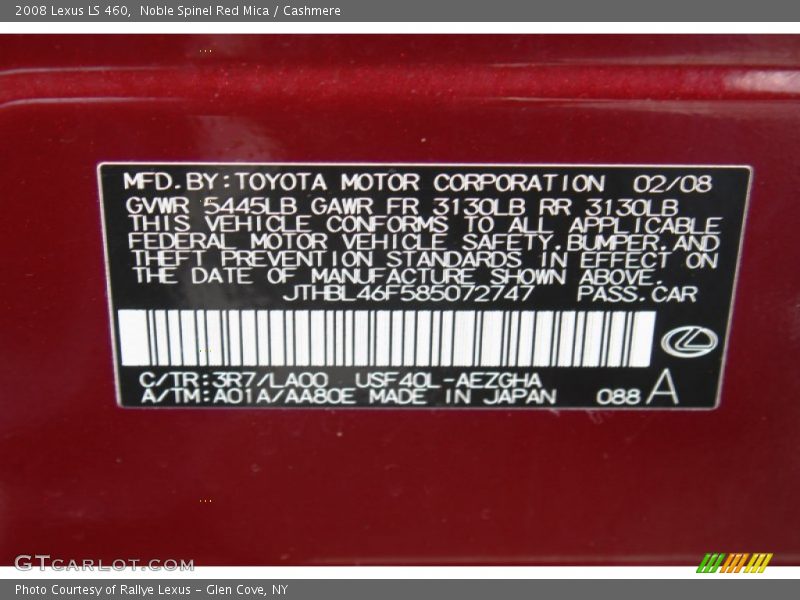 2008 Lexus LS 460,  Noble Spinel Red Mica / Cashmere
MFD.BY:TOYOTA MOTOR CORPORATION 02/08
GVWR 5445LB GAWR FR 3130LB RR 3130LB
THIS VEHICLE CONFORMS TO ALL APPLICABLE
FEDERAL MOTOR VEHICLE SAFETY,BUMPER,AND
THEFT PREVENTION STANDARDS IN EFFECT ON
THE DATE OF MANUFACTURE SHOWN ABOVE.
JTHBL46F585072747 PASS.CAR
C/TR:3R7/LA00 USF40L-AEZGHA
A/TM:A01A/AA80E MADE IN JAPAN 088 A
GTCARLOT.COM
Photo Courtesy of Rallye Lexus - Glen Cove, NY